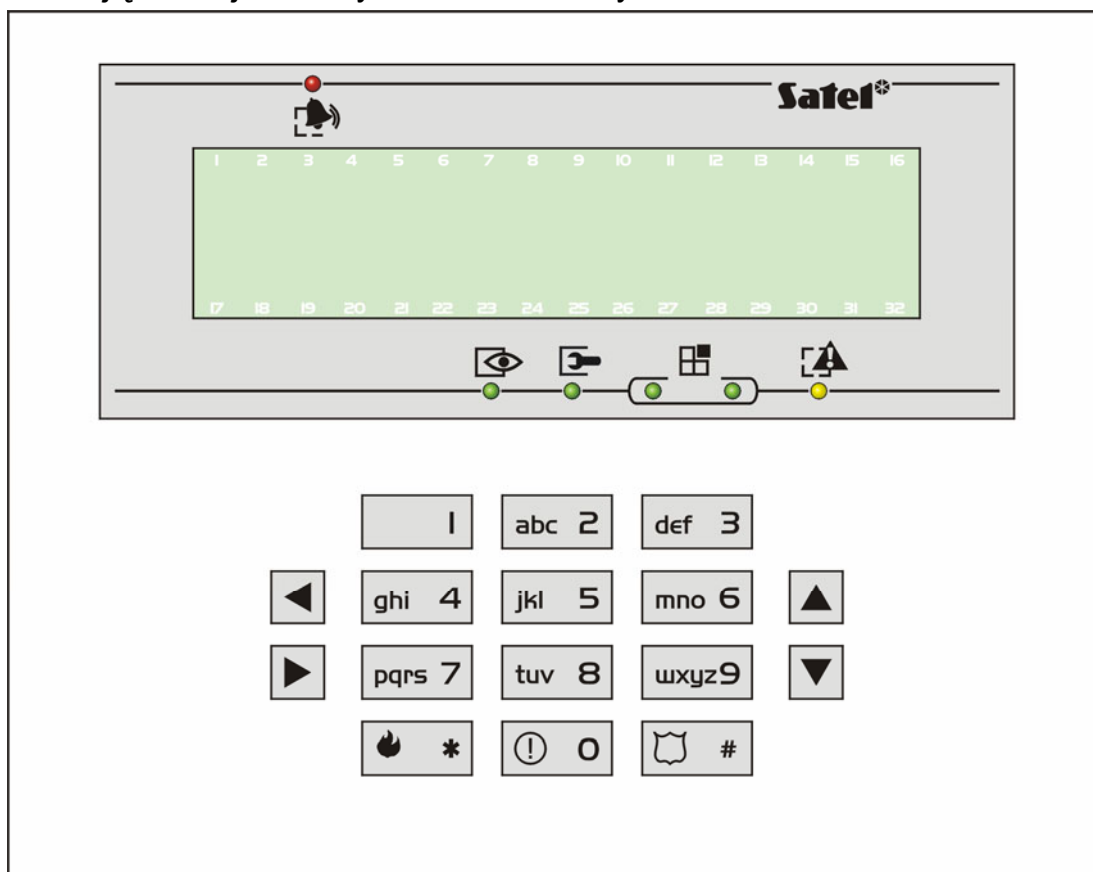 Satel
1 2 3 4 5 6 7 8 9 10 11 12 13 14 15 16
17 18 19 20 21 22 23 24 25 26 27 28 29 30 31 32
1 abc 2 def 3
ghi 4 jkl 5 mno 6
pqrs 7 tuv 8 wxyz9
* ! 0 #